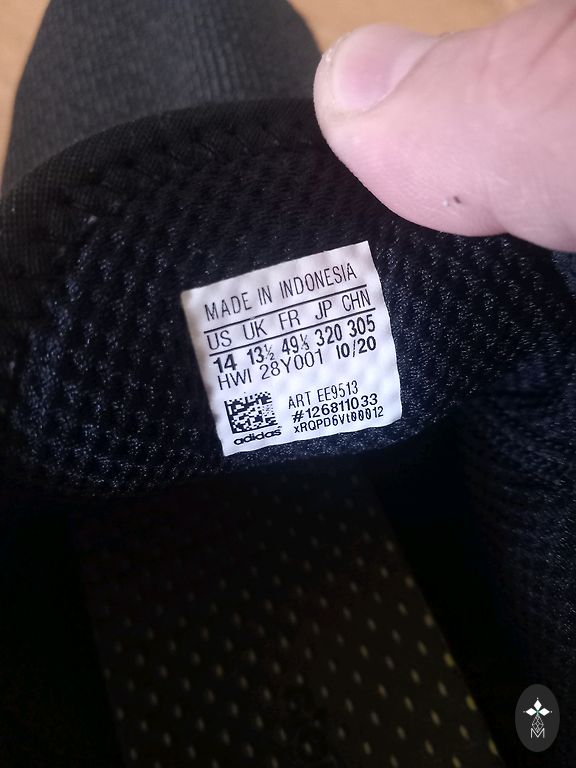 MADE IN INDONESIA
US UK FR JP CHN
14 13½ 49⅓ 320 305
HWI 28Y001 10/20
ART EE9513
#126811033
xRQPD6Vt00012
adidas
M